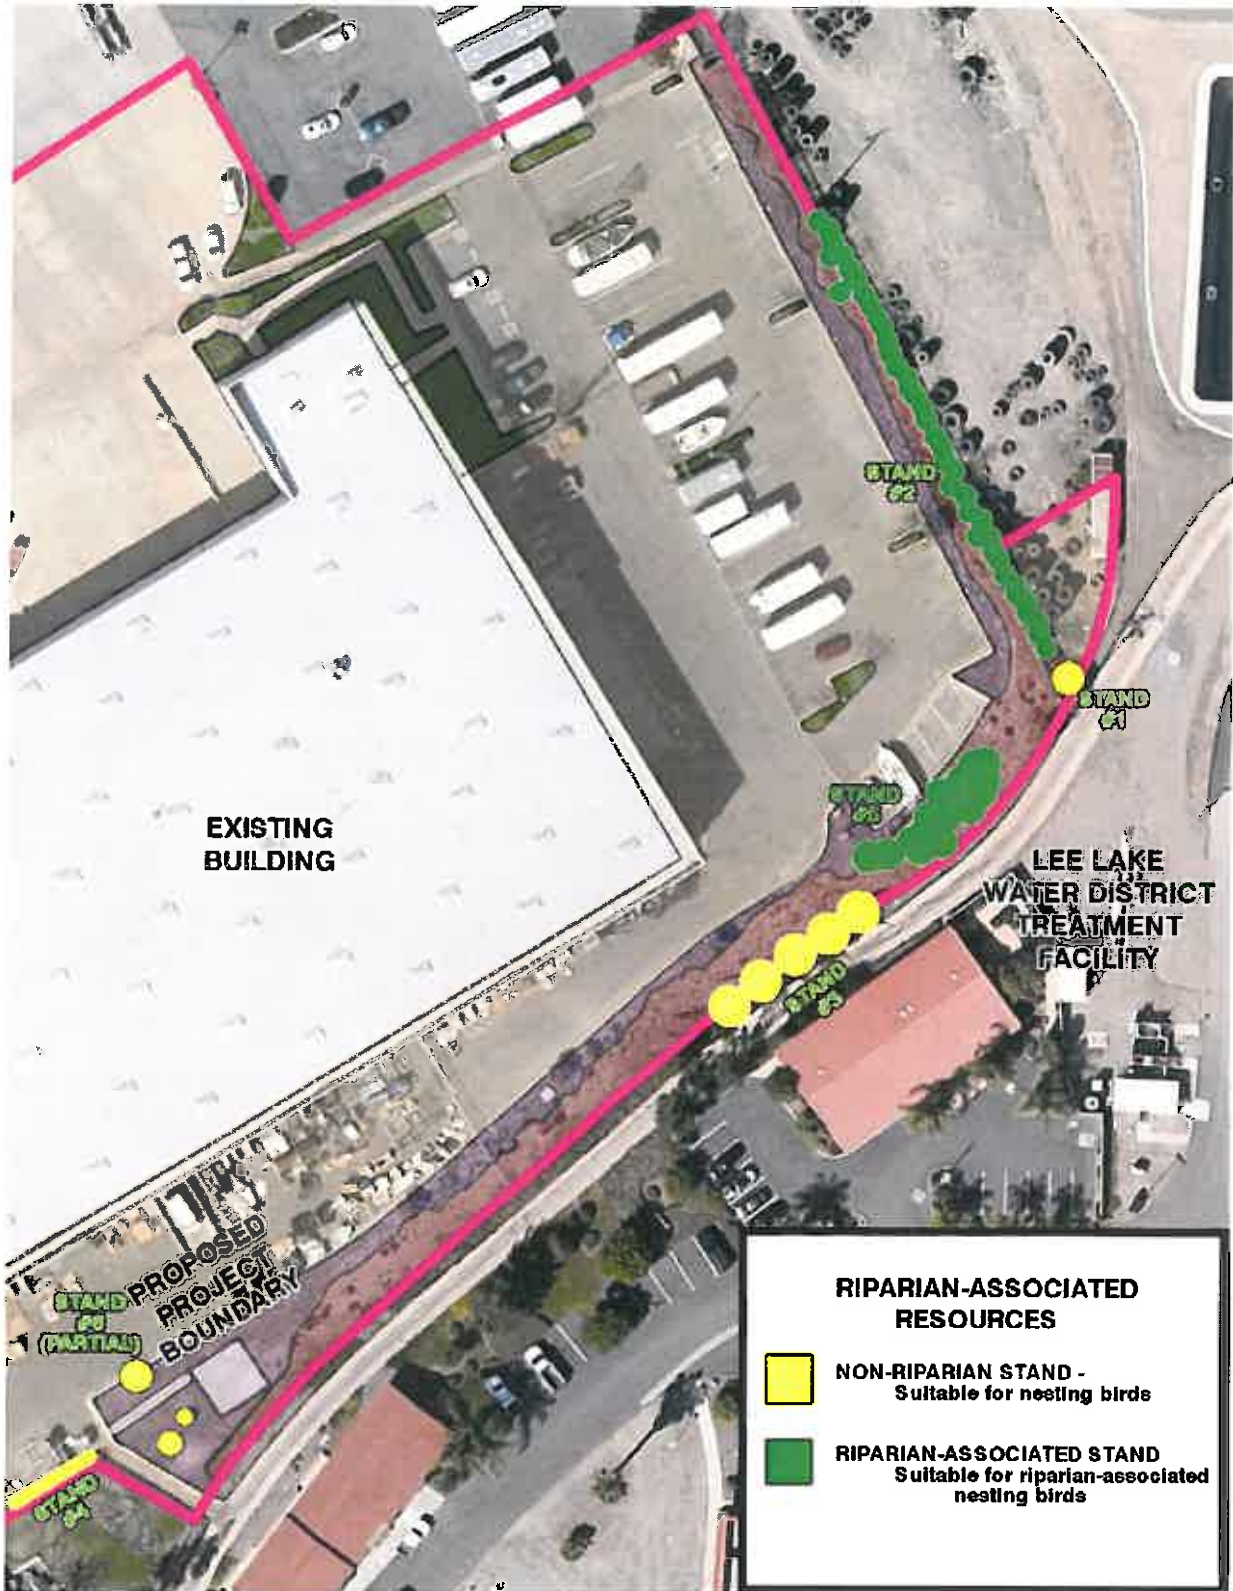 STAND
#2
STAND
#1
STAND
EXISTING
BUILDING
LEE LAKE
WATER DISTRICT
TREATMENT
FACILITY
STAND
#3
PROPOSED
PROJECT
BOUNDARY
STAND
(PARTIAL)
STAND
#4
RIPARIAN-ASSOCIATED
RESOURCES
NON-RIPARIAN STAND -
Suitable for nesting birds
RIPARIAN-ASSOCIATED STAND
Suitable for riparian-associated
nesting birds